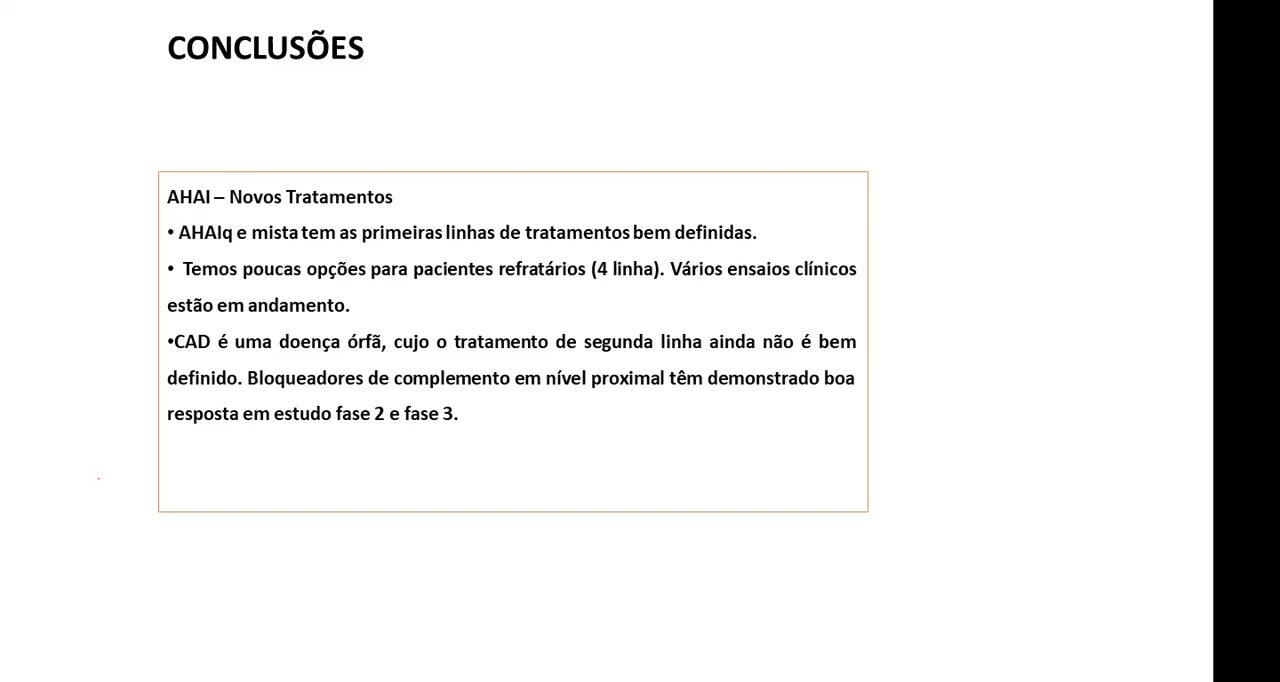 CONCLUSÕES
AHAI – Novos Tratamentos
• AHAIq e mista tem as primeiras linhas de tratamentos bem definidas.
• Temos poucas opções para pacientes refratários (4 linha). Vários ensaios clínicos
estão em andamento.
•CAD é uma doença órfã, cujo o tratamento de segunda linha ainda não é bem
definido. Bloqueadores de complemento em nível proximal têm demonstrado boa
resposta em estudo fase 2 e fase 3.